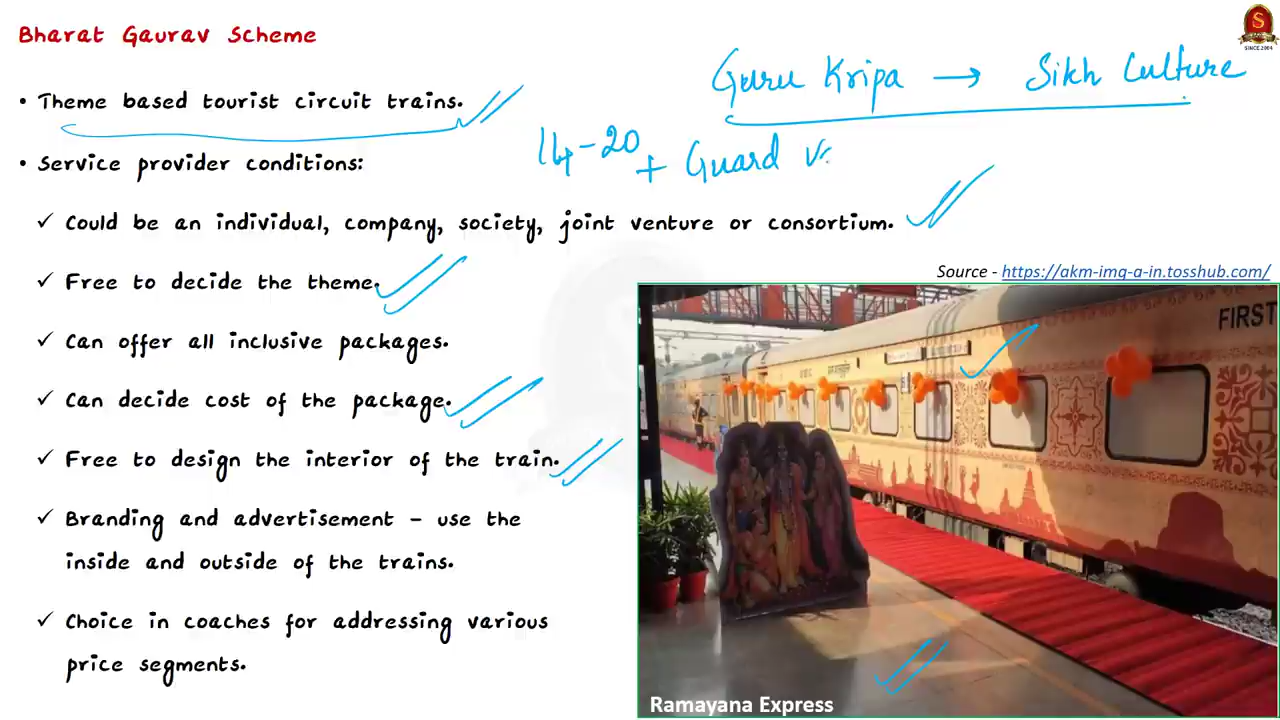 Bharat Gaurav Scheme
SINCE 2004
Guru Kripa → Sikh Culture
• Theme based tourist circuit trains.
14-20 + Guard
• Service provider conditions:
✓ Could be an individual, company, society, joint venture or consortium.
Source - https://akm-img-a-in.tosshub.com/
✓ Free to decide the theme.
FIRST
✓ Can offer all inclusive packages.
✓ Can decide cost of the package.
✓ Free to design the interior of the train.
✓ Branding and advertisement – use the
inside and outside of the trains.
✓ Choice in coaches for addressing various
price segments.
Ramayana Express